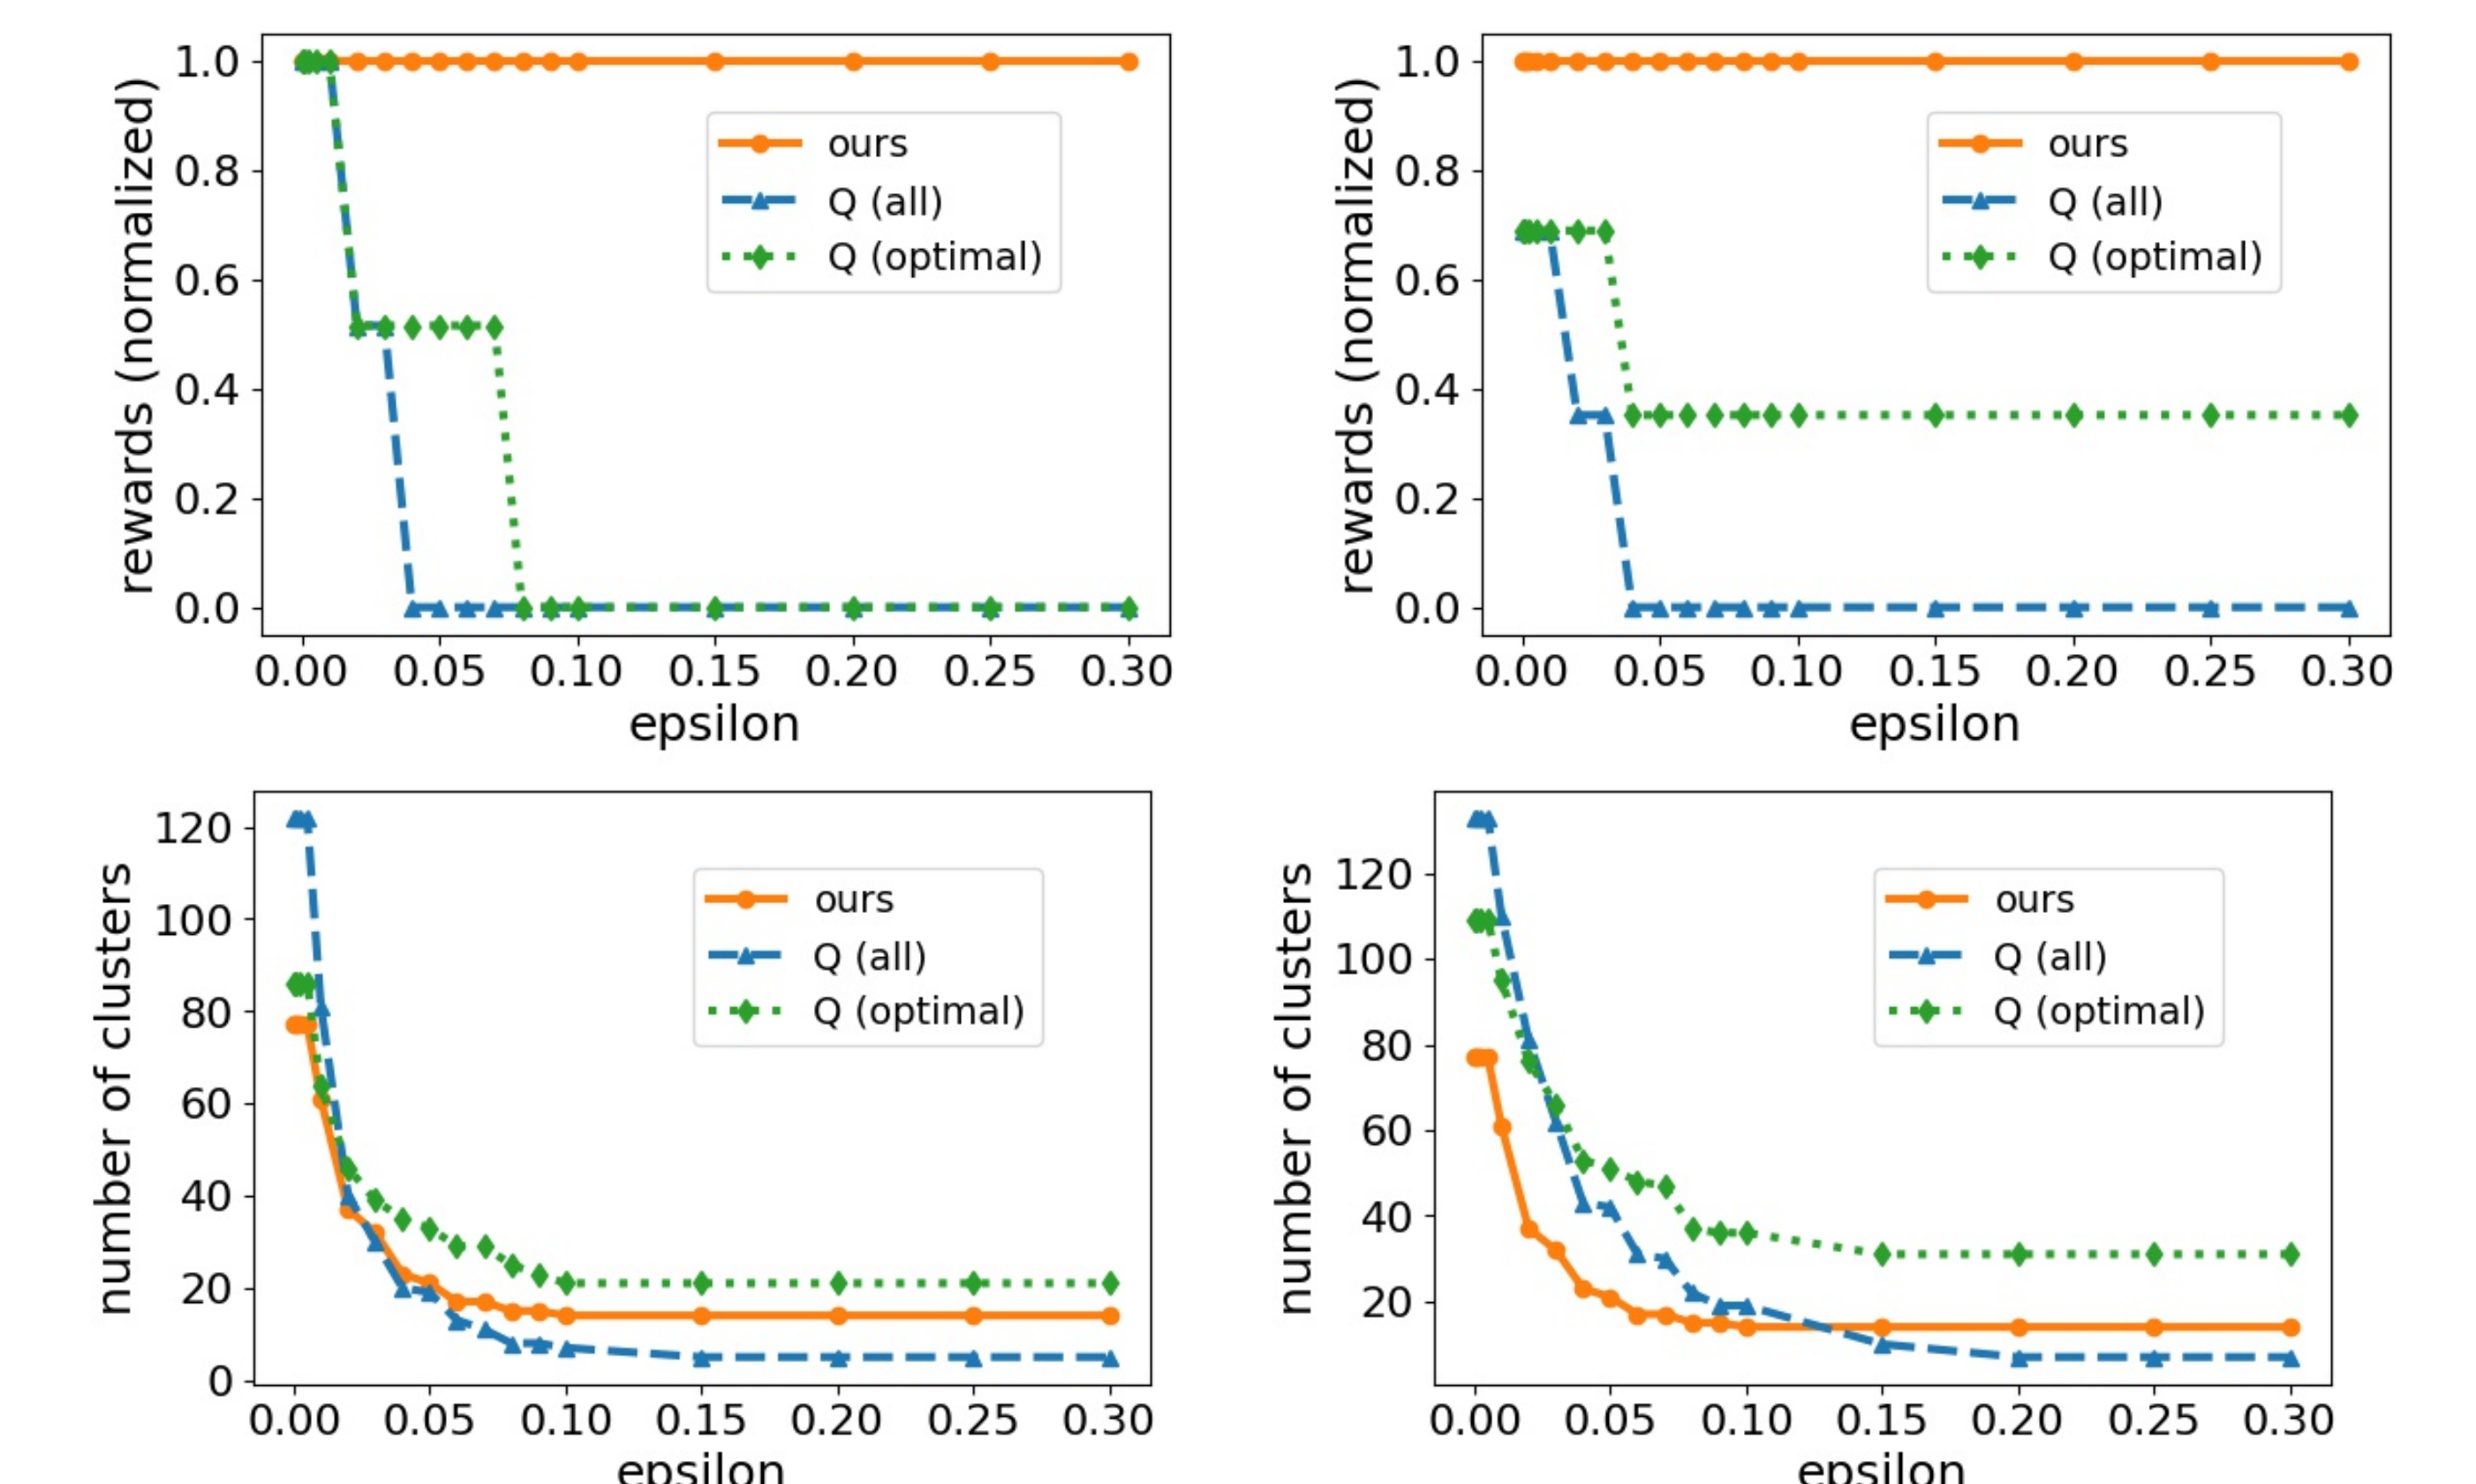 rewards (normalized)
1.0
0.8
0.6
0.4
0.2
0.0
ours
Q (all)
Q (optimal)
0.00 0.05 0.10 0.15 0.20 0.25 0.30
epsilon
rewards (normalized)
1.0
0.8
0.6
0.4
0.2
0.0
ours
Q (all)
Q (optimal)
0.00 0.05 0.10 0.15 0.20 0.25 0.30
epsilon
number of clusters
120
100
80
60
40
20
0
ours
Q (all)
Q (optimal)
0.00 0.05 0.10 0.15 0.20 0.25 0.30
epsilon
number of clusters
120
100
80
60
40
20
ours
Q (all)
Q (optimal)
0.00 0.05 0.10 0.15 0.20 0.25 0.30
epsilon